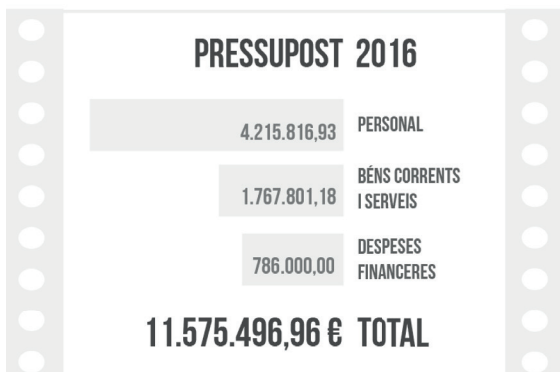 PRESSUPOST 2016
4.215.816,93 PERSONAL
1.767.801,18 BÉNS CORRENTS
I SERVEIS
786.000,00 DESPESES
FINANCERES
11.575.496,96 € TOTAL